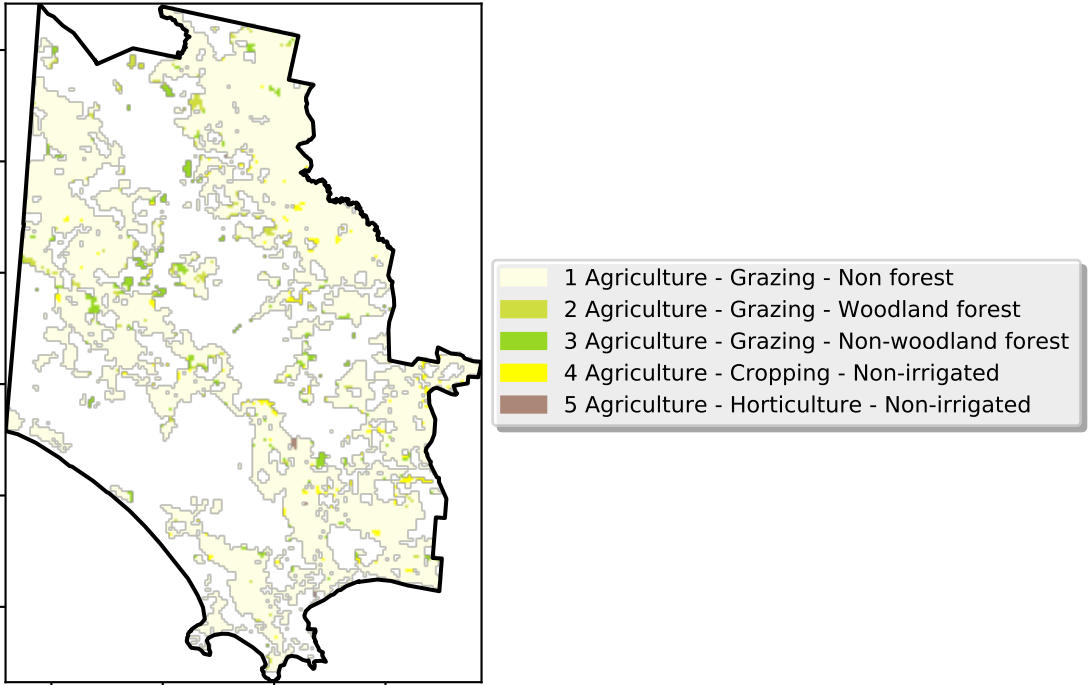 1 Agriculture - Grazing - Non forest
2 Agriculture - Grazing - Woodland forest
3 Agriculture - Grazing - Non-woodland forest
4 Agriculture - Cropping - Non-irrigated
5 Agriculture - Horticulture - Non-irrigated